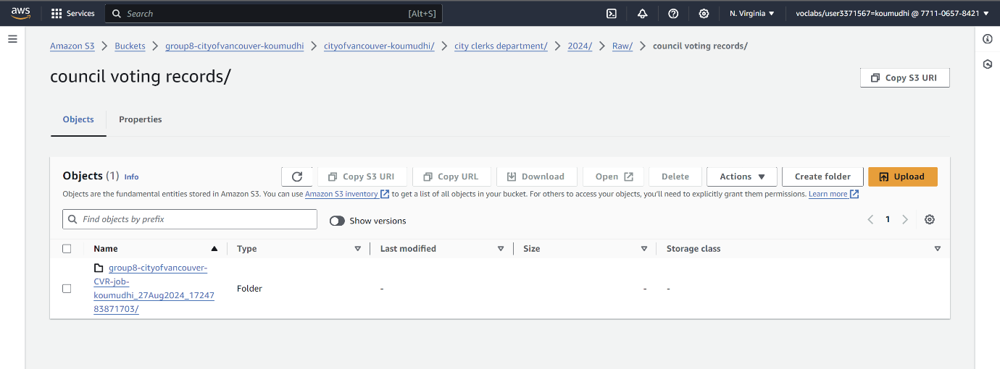 aws
Services
Search
[Alt+S]
N. Virginia
voclabs/user3371567=koumudhi @ 7711-0657-8421
Amazon S3
Buckets
group8-cityofvancouver-koumudhi
cityofvancouver-koumudhi/
city clerks department/
2024/
Raw/
council voting records/
council voting records/
Copy S3 URI
Objects
Properties
Objects (1)
Info
Copy S3 URI
Copy URL
Download
Open
Delete
Actions
Create folder
Upload
Objects are the fundamental entities stored in Amazon S3. You can use Amazon S3 inventory to get a list of all objects in your bucket. For others to access your objects, you'll need to explicitly grant them permissions. Learn more
Find objects by prefix
Show versions
1
Name
Type
Last modified
Size
Storage class
group8-cityofvancouver-
CVR-job-
koumudhi_27Aug2024_17247
83871703/
Folder
-
-
-